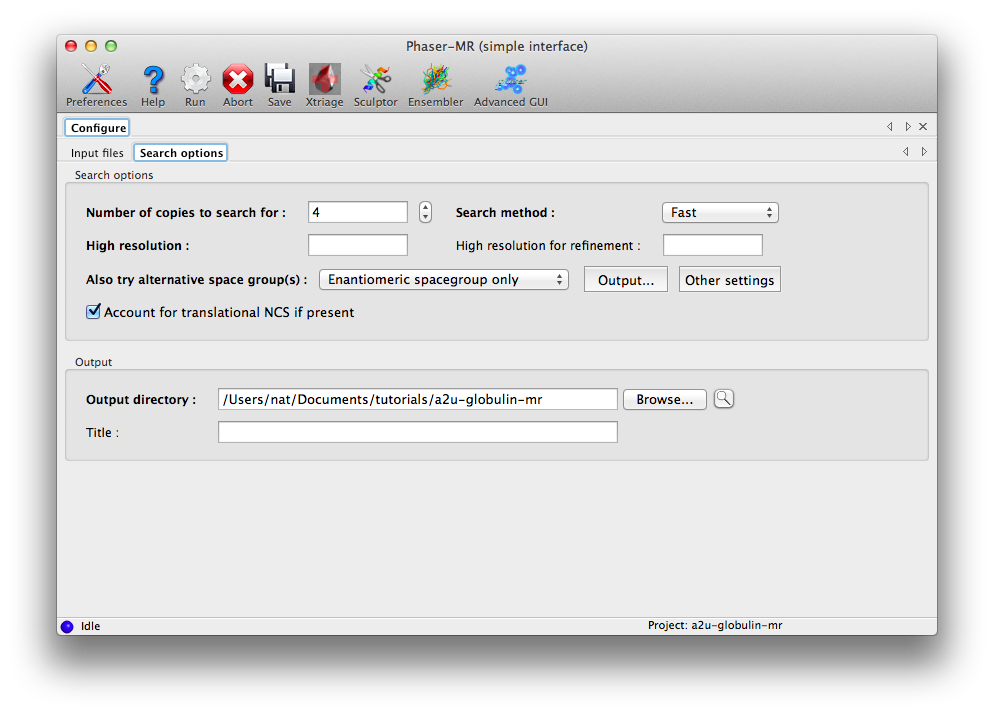 Phaser-MR (simple interface)
Preferences Help Run Abort Save Xtriage Sculptor Ensembler Advanced GUI
Configure
Input files Search options
Search options
Number of copies to search for : 4 Search method : Fast
High resolution : High resolution for refinement :
Also try alternative space group(s) : Enantiomeric spacegroup only Output... Other settings
Account for translational NCS if present
Output
Output directory : /Users/nat/Documents/tutorials/a2u-globulin-mr Browse...
Title :
Idle Project: a2u-globulin-mr